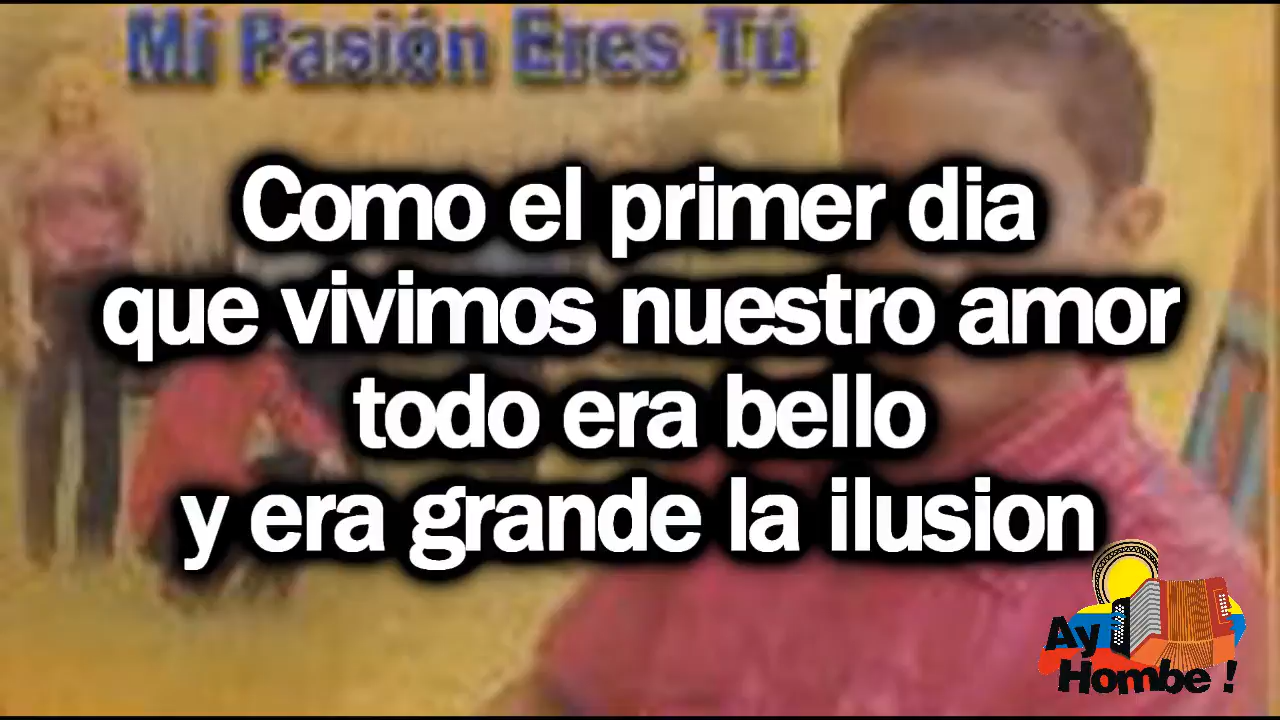 Mi Pasión Eres Tú
Como el primer dia
que vivimos nuestro amor
todo era bello
y era grande la ilusion
Ay
Hombe !